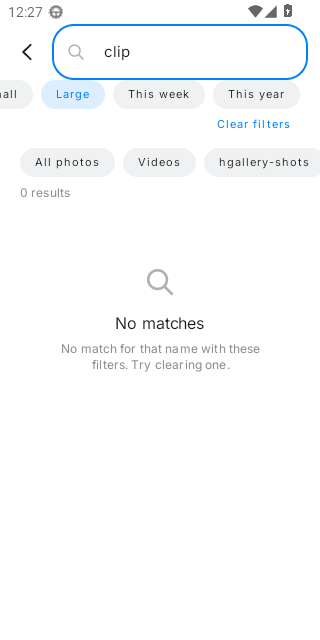 12:27
clip
all
Large
This week
This year
Clear filters
All photos
Videos
hgallery-shots
0 results
No matches
No match for that name with these
filters. Try clearing one.